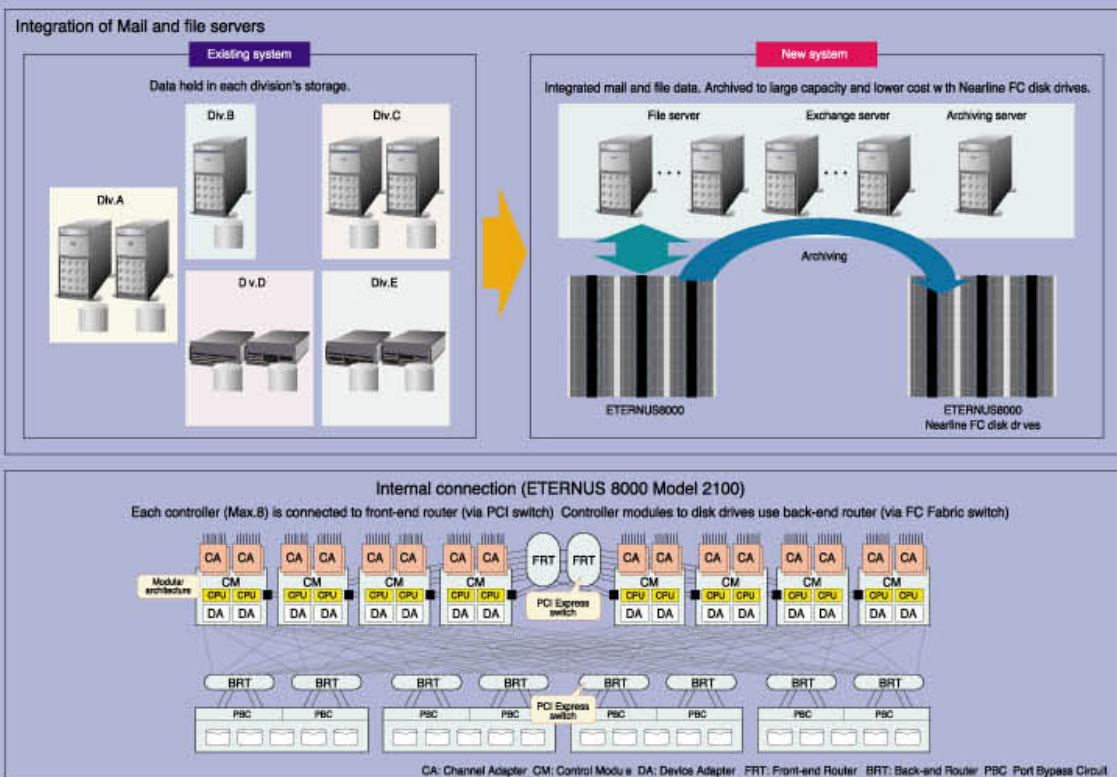 Integration of Mail and file servers
Existing system
Data held in each division's storage.
Div.A
Div.B
Div.C
D v.D
Div.E
New system
Integrated mail and file data. Archived to large capacity and lower cost w th Nearline FC disk drives.
File server
Exchange server
Archiving server
Archiving
ETERNUS8000
ETERNUS8000
Nearline FC disk dr ves
Internal connection (ETERNUS 8000 Model 2100)
Each controller (Max.8) is connected to front-end router (via PCI switch) Controller modules to disk drives use back-end router (via FC Fabric switch)
CA CA CA CA CA CA CA CA FRT FRT CA CA CA CA CA CA CA CA
Modular
architecture
CM CM CM CM CM CM CM CM
CPU CPU CPU CPU CPU CPU CPU CPU CPU CPU CPU CPU CPU CPU CPU CPU
PCI Express
switch
DA DA DA DA DA DA DA DA DA DA DA DA DA DA DA DA
BRT BRT BRT BRT BRT BRT BRT BRT
PCI Express
switch
PBC PBC PBC PBC PBC PBC PBC PBC
CA: Channel Adapter CM: Control Modu e DA: Device Adapter FRT: Front-end Router BRT: Back-end Router PBC Port Bypass Circuit